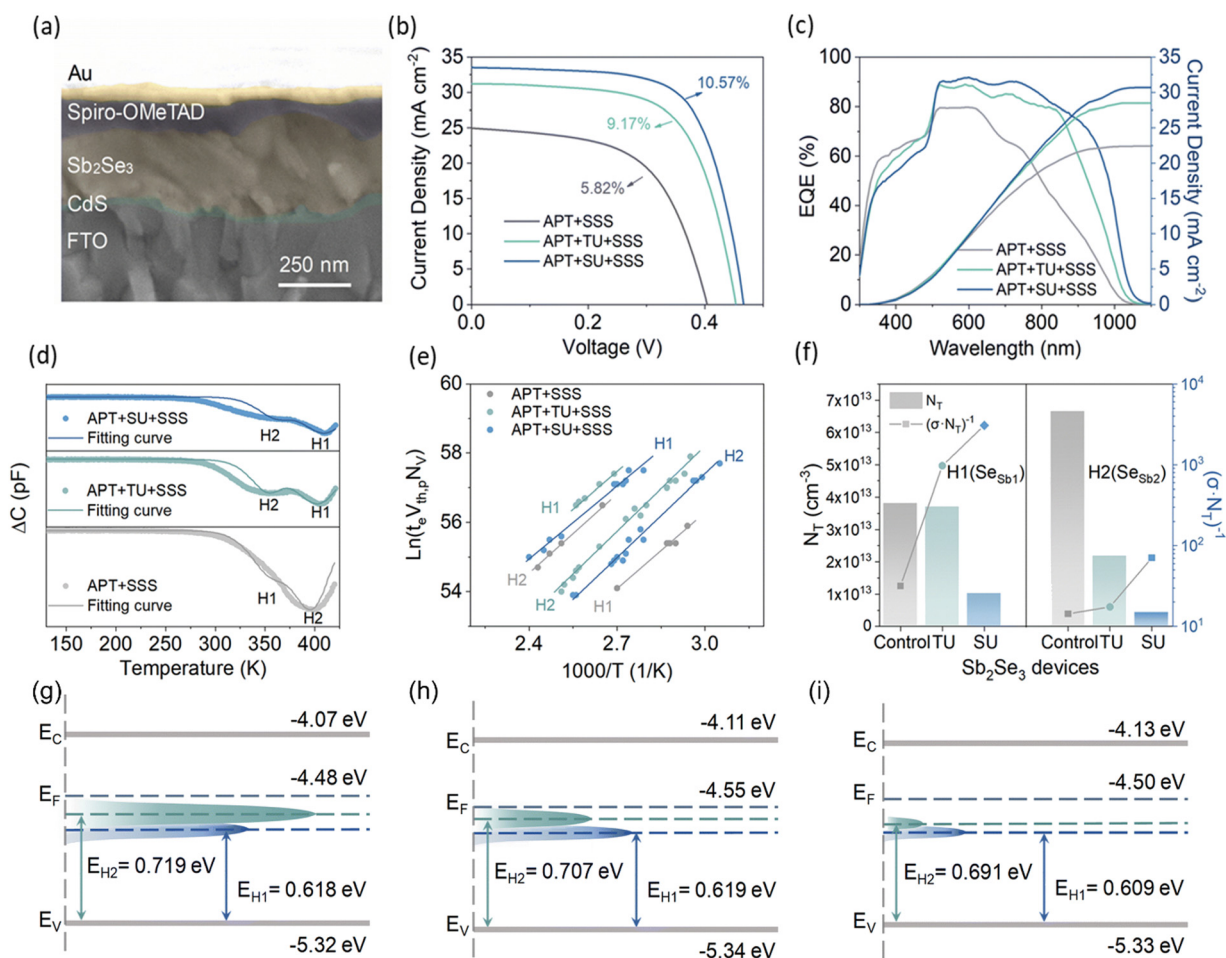 (a)
Au
Spiro-OMeTAD
Sb₂Se₃
CdS
FTO
250 nm
(b)
Current Density (mA cm⁻²)
35
30
25
20
15
10
5
0
10.57%
9.17%
5.82%
APT+SSS
APT+TU+SSS
APT+SU+SSS
0.0 0.2 0.4
Voltage (V)
(c)
EQE (%)
100
80
60
40
20
0
APT+SSS
APT+TU+SSS
APT+SU+SSS
35
30
25
20
15
10
5
0
Current Density (mA cm⁻²)
400 600 800 1000
Wavelength (nm)
(d)
ΔC (pF)
APT+SU+SSS
Fitting curve
H2
H1
APT+TU+SSS
Fitting curve
H2
H1
APT+SSS
Fitting curve
H1
H2
150 200 250 300 350 400
Temperature (K)
(e)
Ln(tₑVₜₕ,ₚN_V)
60
58
56
54
APT+SSS
APT+TU+SSS
APT+SU+SSS
H1
H2
H1
H2
H2
H1
2.4 2.7 3.0
1000/T (1/K)
(f)
N_T (cm⁻³)
7x10¹³
6x10¹³
5x10¹³
4x10¹³
3x10¹³
2x10¹³
1x10¹³
0
N_T
(σ·N_T)⁻¹
H1(Se_Sb1)
H2(Se_Sb2)
10⁴
10³
10²
10¹
(σ·N_T)⁻¹
Control TU SU Control TU SU
Sb₂Se₃ devices
(g)
-4.07 eV
E_C
-4.48 eV
E_F
E_H2= 0.719 eV
E_H1= 0.618 eV
E_V
-5.32 eV
(h)
-4.11 eV
E_C
-4.55 eV
E_F
E_H2= 0.707 eV
E_H1= 0.619 eV
E_V
-5.34 eV
(i)
-4.13 eV
E_C
-4.50 eV
E_F
E_H2= 0.691 eV
E_H1= 0.609 eV
E_V
-5.33 eV